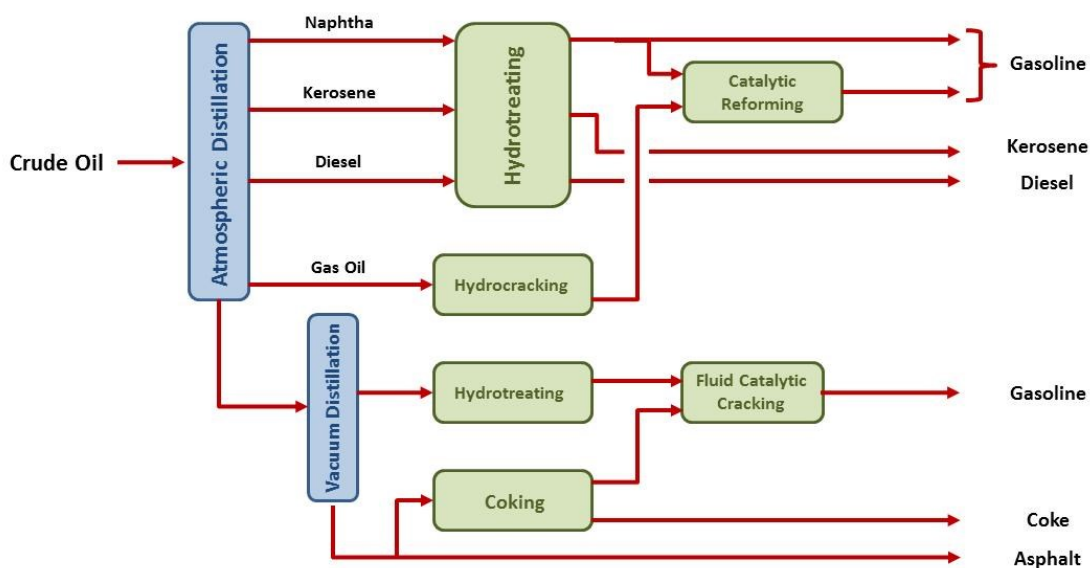 Naphtha
Gasoline
Catalytic
Reforming
Kerosene
Hydrotreating
Kerosene
Crude Oil
Atmospheric Distillation
Diesel
Diesel
Gas Oil
Hydrocracking
Vacuum Distillation
Hydrotreating
Fluid Catalytic
Cracking
Gasoline
Coking
Coke
Asphalt